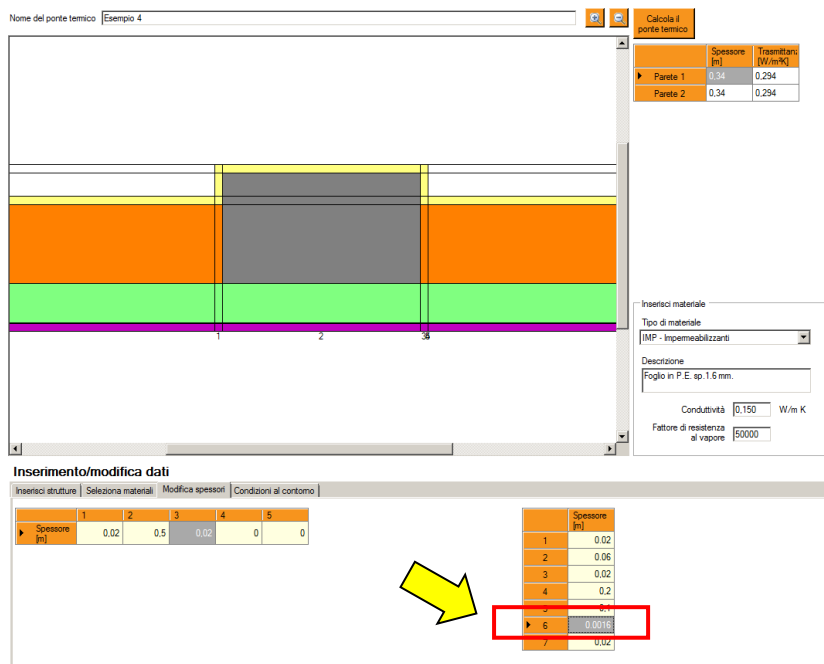 Nome del ponte termico Esempio 4
Calcola il
ponte termico
Spessore
[m]
Trasmittanz
[W/m²K]
Parete 1 0,34 0,294
Parete 2 0,34 0,294
1 2
Inserisci materiale
Tipo di materiale
IMP - Impermeabilizzanti
Descrizione
Foglio in P.E. sp.1.6 mm.
Conduttività 0,150 W/m K
Fattore di resistenza
al vapore 50000
Inserimento/modifica dati
Inserisci strutture Seleziona materiali Modifica spessori Condizioni al contorno
1 2 3 4 5
Spessore
[m] 0,02 0,5 0,02 0 0
Spessore
[m]
1 0.02
2 0.06
3 0,02
4 0,2
5 0,1
6 0.0016
7 0,02